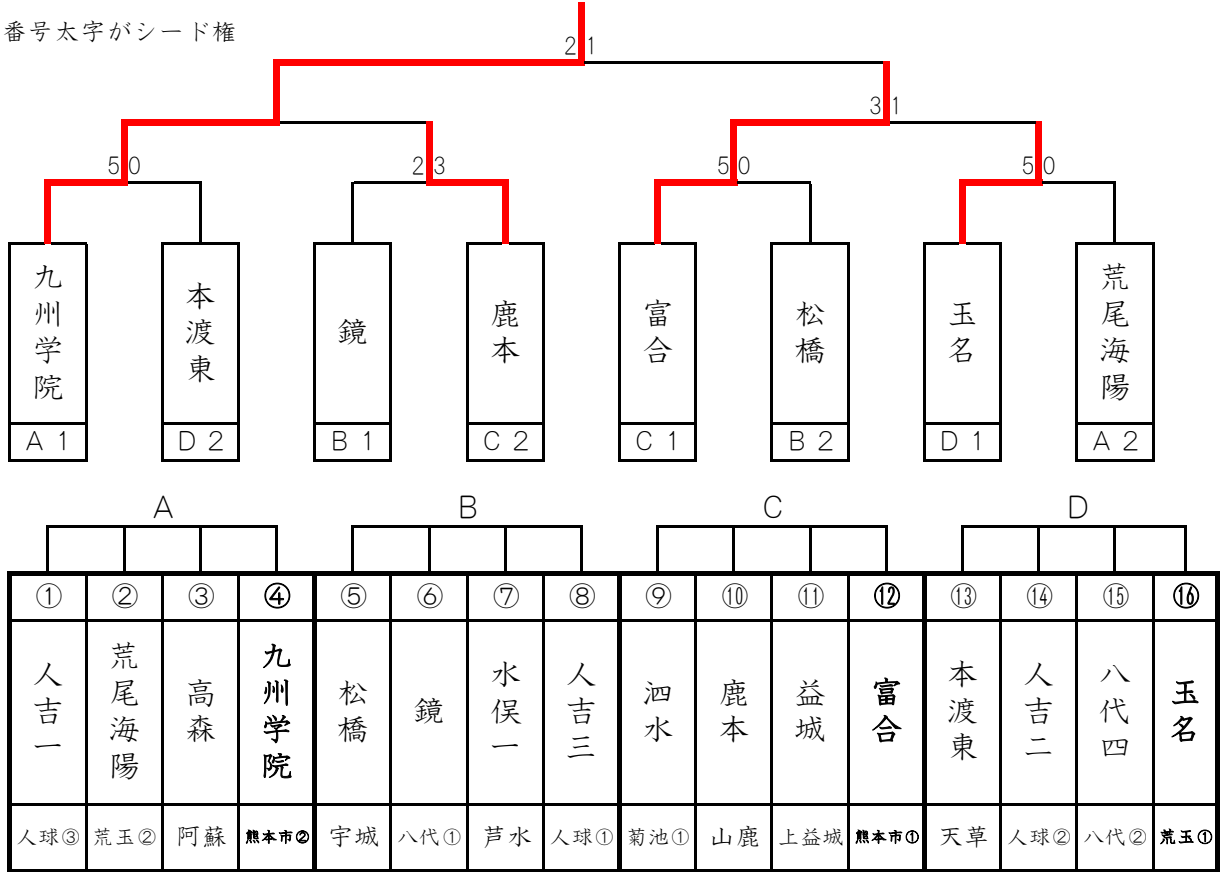 番号太字がシード権
2 1
3 1
5 0
2 3
5 0
5 0
九州学院
本渡東
鏡
鹿本
富合
松橋
玉名
荒尾海陽
A 1
D 2
B 1
C 2
C 1
B 2
D 1
A 2
A
B
C
D
① ② ③ ④ ⑤ ⑥ ⑦ ⑧ ⑨ ⑩ ⑪ ⑫ ⑬ ⑭ ⑮ ⑯
人吉一
荒尾海陽
高森
九州学院
松橋
鏡
水俣一
人吉三
泗水
鹿本
益城
富合
本渡東
人吉二
八代四
玉名
人球③
荒玉②
阿蘇
熊本市②
宇城
八代①
芦水
人球①
菊池①
山鹿
上益城
熊本市①
天草
人球②
八代②
荒玉①